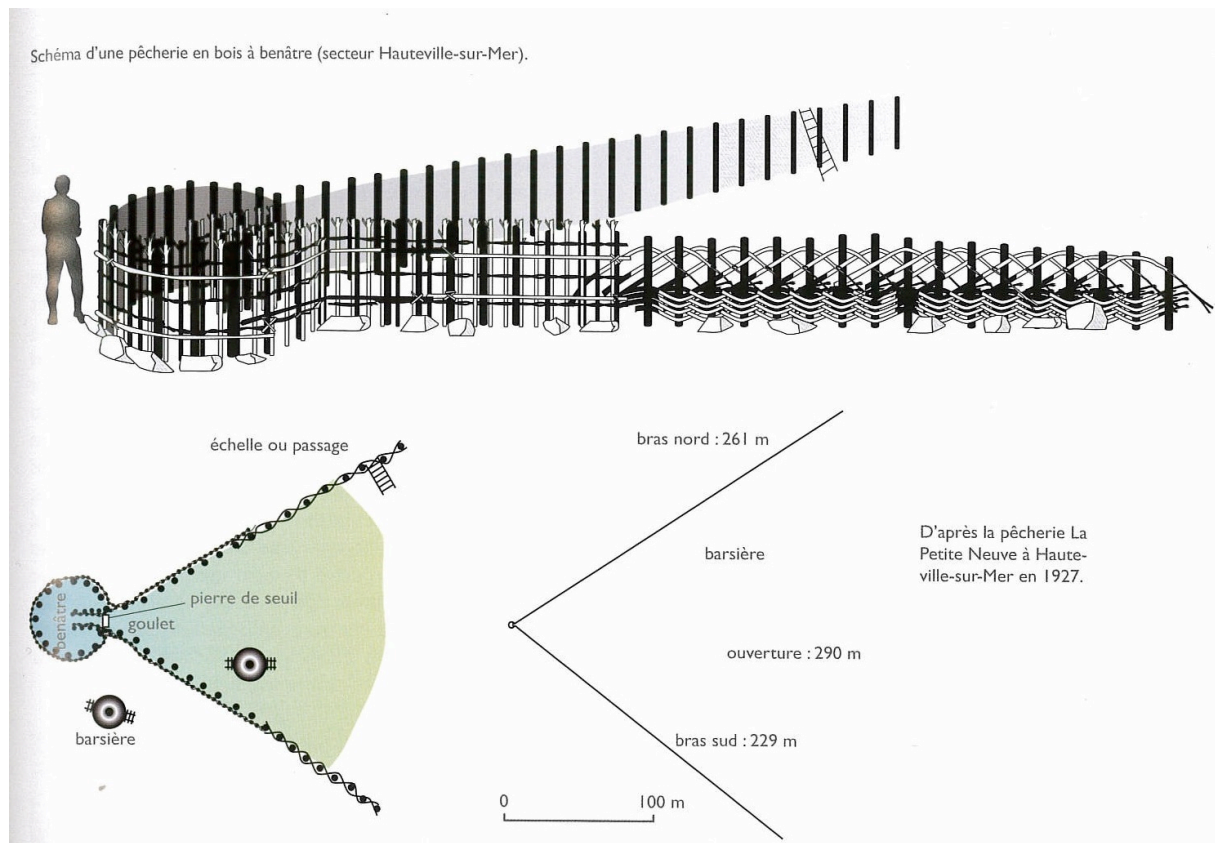 Schéma d'une pêcherie en bois à benâtre (secteur Hauteville-sur-Mer).
échelle ou passage
pierre de seuil
goulet
benâtre
barsière
bras nord : 261 m
barsière
ouverture : 290 m
bras sud : 229 m
0
100 m
D'après la pêcherie La
Petite Neuve à Haute-
ville-sur-Mer en 1927.